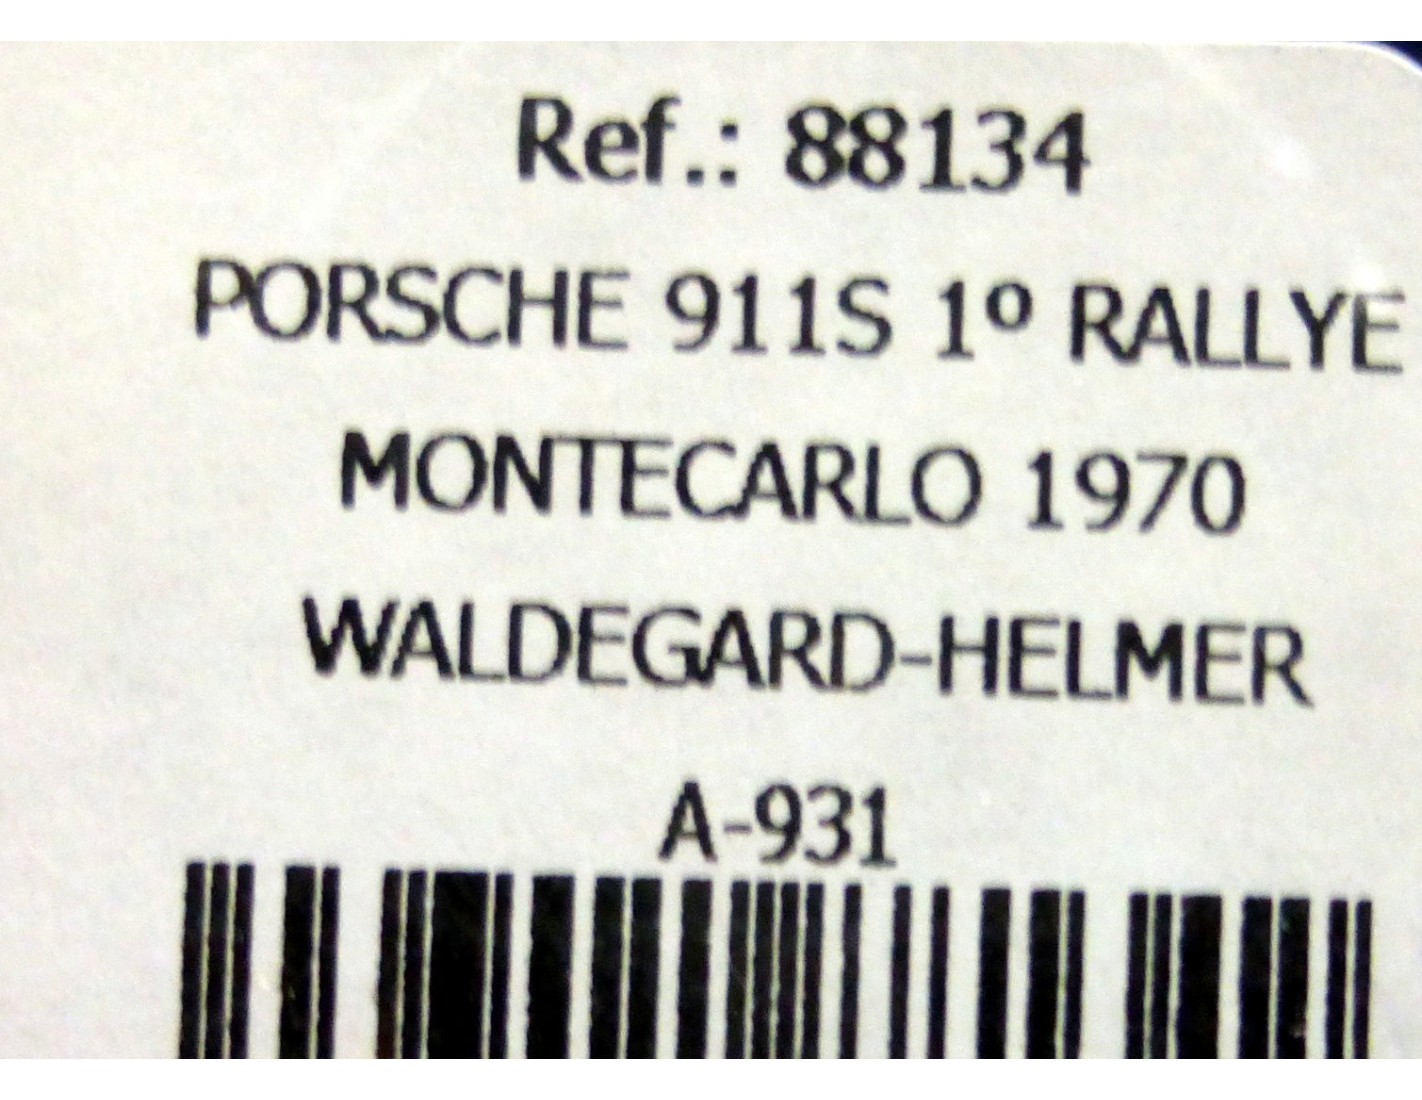 Ref.: 88134
PORSCHE 911S 1º RALLYE
MONTECARLO 1970
WALDEGARD-HELMER
A-931